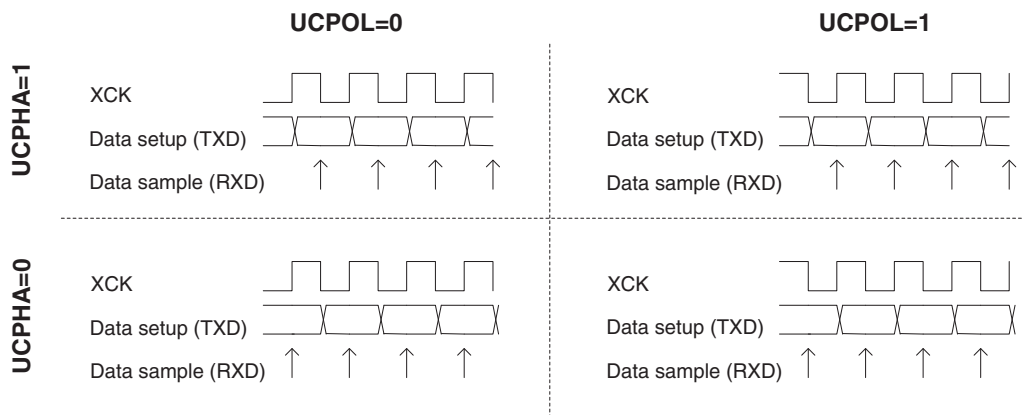 UCPOL=0 UCPOL=1
UCPHA=1
XCK
Data setup (TXD)
Data sample (RXD)
XCK
Data setup (TXD)
Data sample (RXD)
UCPHA=0
XCK
Data setup (TXD)
Data sample (RXD)
XCK
Data setup (TXD)
Data sample (RXD)